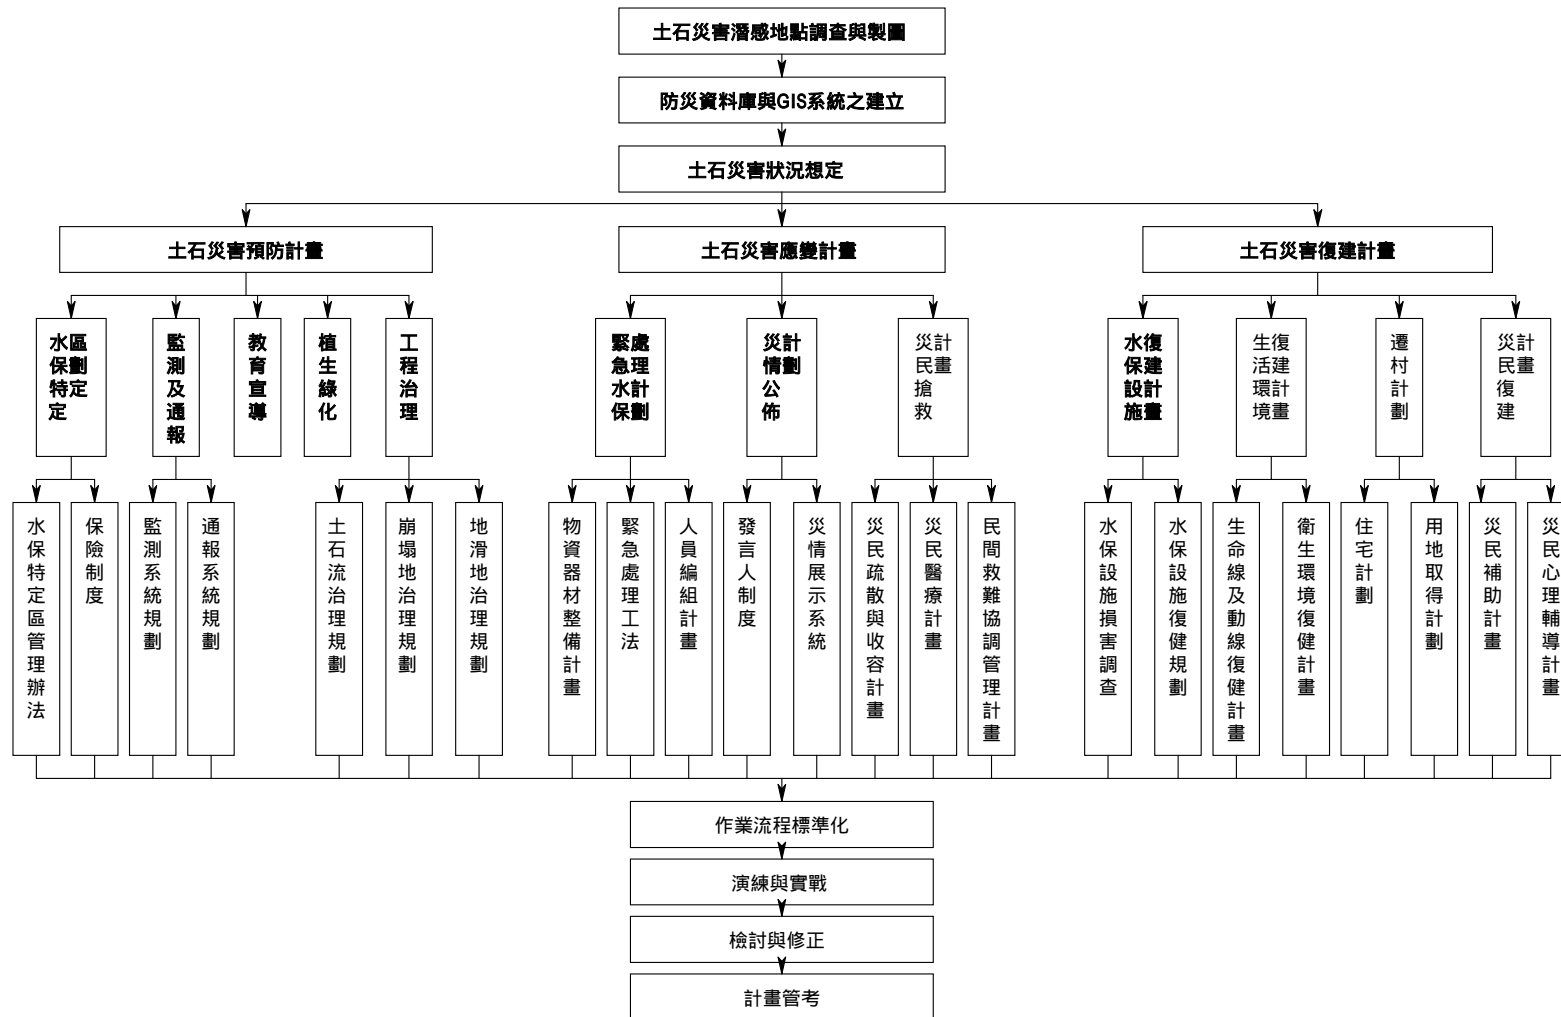 土石災害潛感地點調查與製圖
防災資料庫與GIS系統之建立
土石災害狀況想定
土石災害預防計畫
土石災害應變計畫
土石災害復建計畫
水保特定
區劃定
監測及通報
教育宣導
植生綠化
工程治理
緊急水保
處理計劃
災情公佈
計劃
災民搶救
計畫
水保設施
復建計畫
生活環境
復建計畫
遷村計劃
災民復建
計畫
水保特定區管理辦法
保險制度
監測系統規劃
通報系統規劃
土石流治理規劃
崩塌地治理規劃
地滑地治理規劃
物資器材整備計畫
緊急處理工法
人員編組計畫
發言人制度
災情展示系統
災民疏散與收容計畫
災民醫療計畫
民間救難協調管理計畫
水保設施損害調查
水保設施復健規劃
生命線及動線復健計畫
衛生環境復健計畫
住宅計劃
用地取得計劃
災民補助計畫
災民心理輔導計畫
作業流程標準化
演練與實戰
檢討與修正
計畫管考